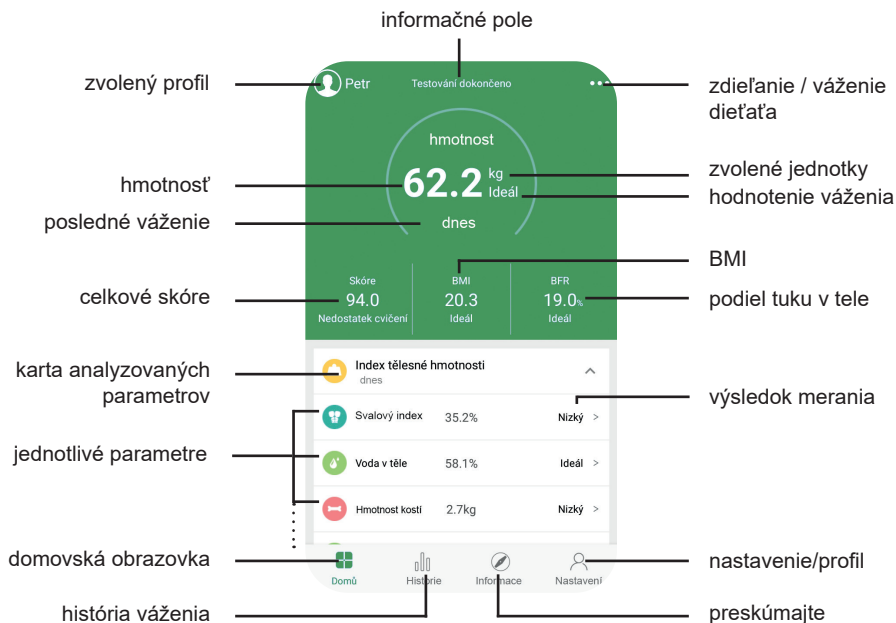 informačné pole
zvolený profil
Petr
Testování dokončeno
zdieľanie / váženie
dieťaťa
hmotnost
hmotnosť
62.2 kg
Ideál
zvolené jednotky
hodnotenie váženia
posledné váženie
dnes
BMI
celkové skóre
Skóre
94.0
Nedostatek cvičení
BMI
20.3
Ideál
BFR
19.0%
Ideál
podiel tuku v tele
karta analyzovaných
parametrov
Index tělesné hmotnosti
dnes
výsledok merania
Svalový index 35.2% Nizký >
jednotlivé parametre
Voda v těle 58.1% Ideál >
Hmotnost kostí 2.7kg Nizký >
domovská obrazovka
Domů
Historie
Informace
Nastavení
nastavenie/profil
história váženia
preskúmajte